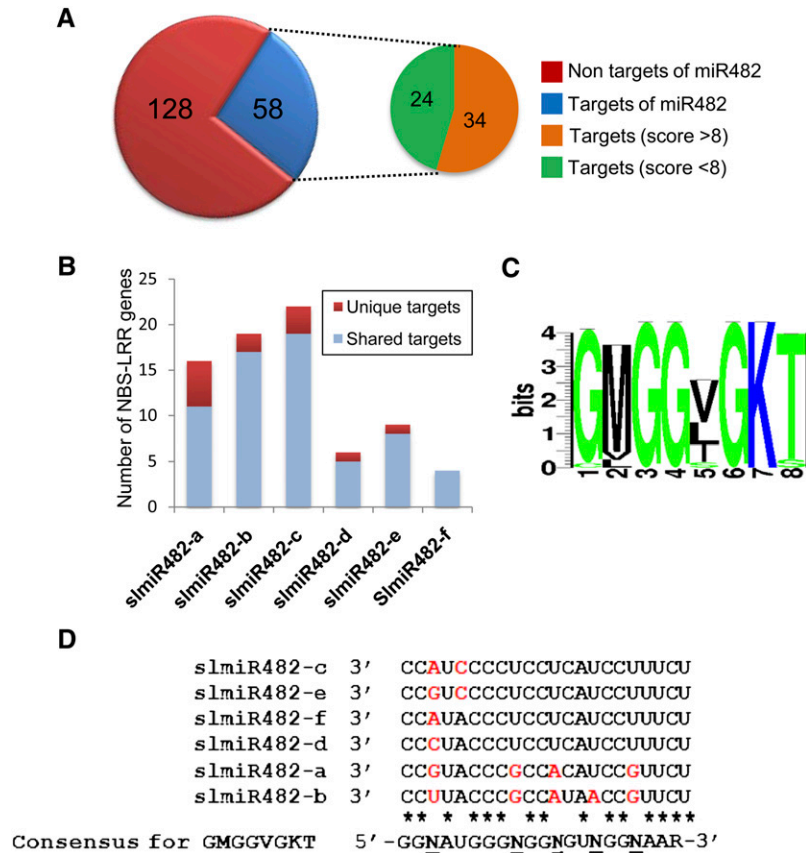 A
128
58
24
34
Non targets of miR482
Targets of miR482
Targets (score >8)
Targets (score <8)
B
Number of NBS-LRR genes
25
20
15
10
5
0
Unique targets
Shared targets
slmiR482-a
slmiR482-b
slmiR482-c
slmiR482-d
slmiR482-e
SlmiR482-f
C
bits
4
3
2
1
0
GMGGVGKT
L L T
S I S S
1 2 3 4 5 6 7 8
D
slmiR482-c 3′ CCAUCCCCUCCUCAUCCUUUCU
slmiR482-e 3′ CCGUCCCCUCCUCAUCCUUUCU
slmiR482-f 3′ CCAUACCCUCCUCAUCCUUUCU
slmiR482-d 3′ CCCUACCCUCCUCAUCCUUUCU
slmiR482-a 3′ CCGUACCCGCCACAUCCGUUCU
slmiR482-b 3′ CCUUACCCGCCAUAACCGUUCU
** * *** ** * ** ****
Consensus for GMGGVGKT 5′-GGNAUGGGNGGNGUNGGNAAR-3′